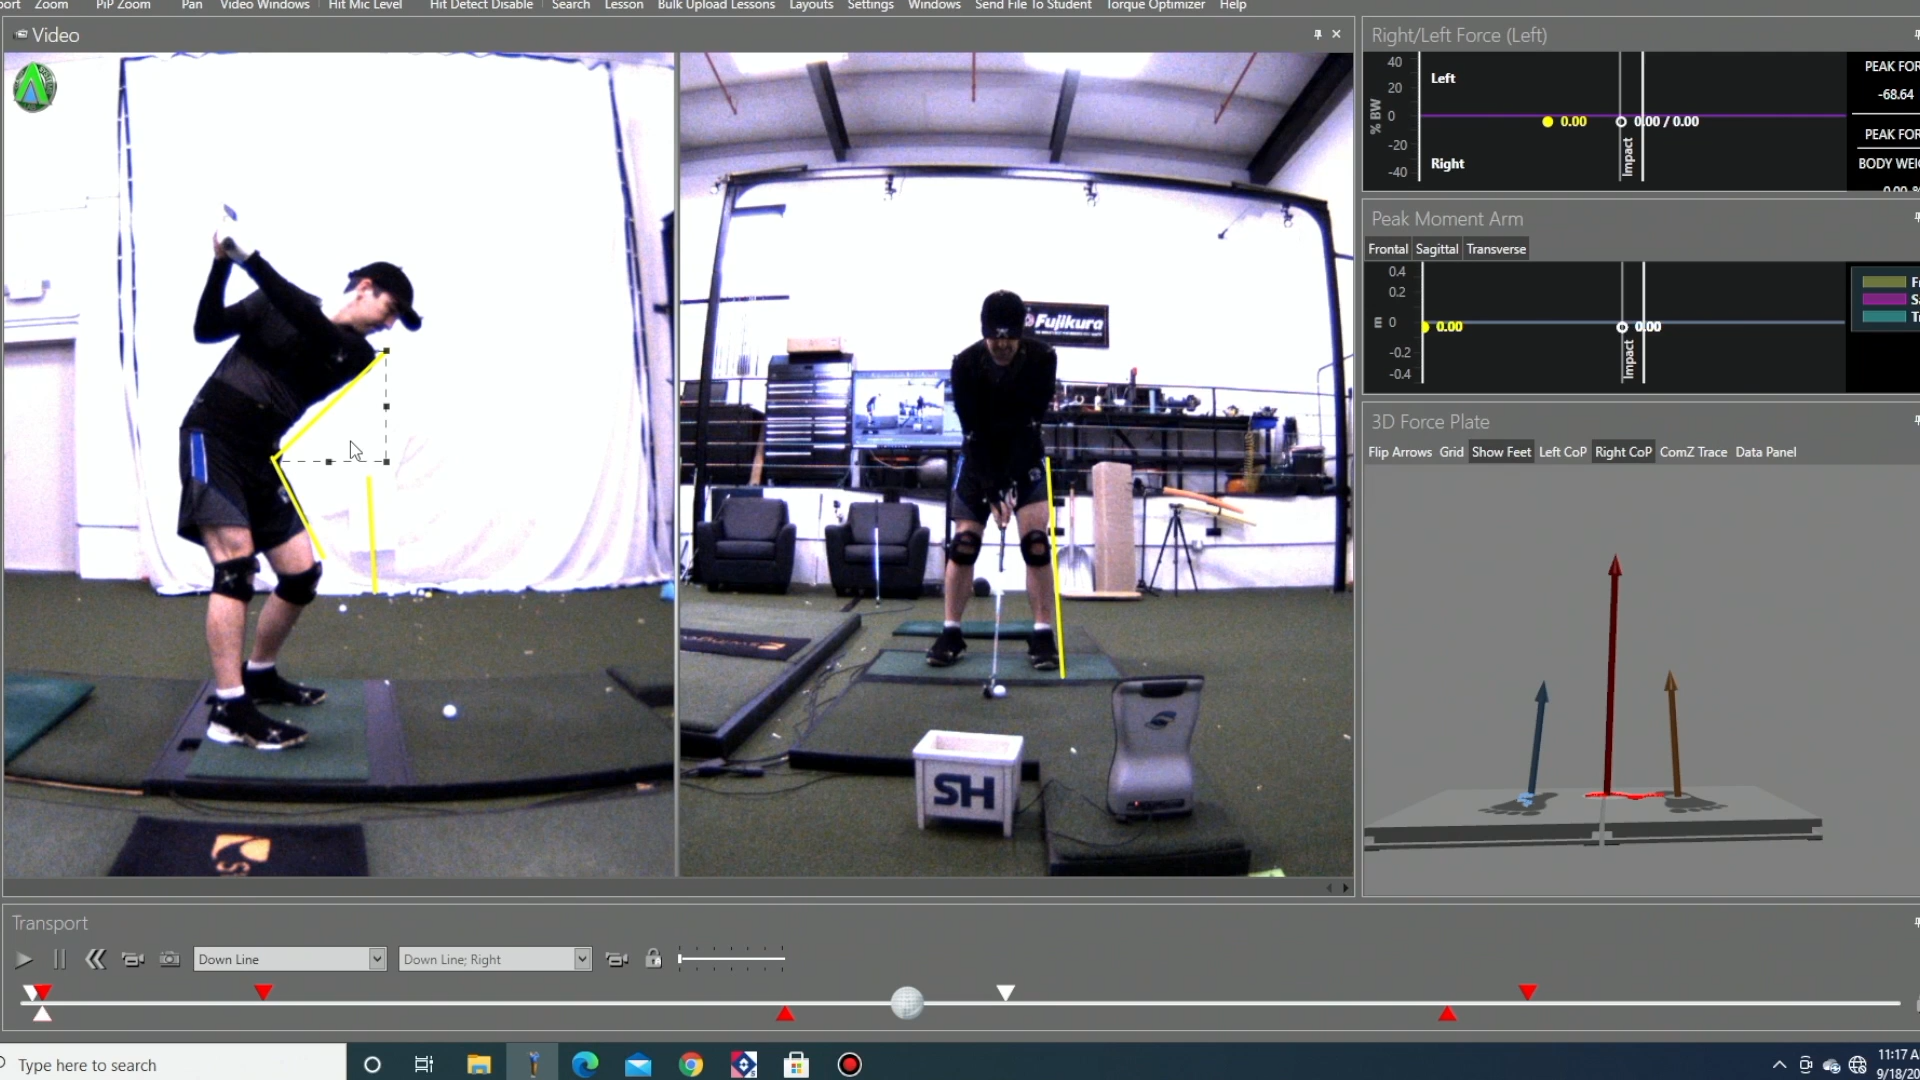 ort Zoom PiP Zoom Pan Video Windows Hit Mic Level Hit Detect Disable Search Lesson Bulk Upload Lessons Layouts Settings Windows Send File To Student Torque Optimizer Help
Video
Fujikura
SH
S
Right/Left Force (Left)
40
20
0
-20
-40
% BW
Left
Right
0.00
0.00 / 0.00
Impact
PEAK FOR
-68.64
PEAK FOR
BODY WEI
Peak Moment Arm
Frontal Sagittal Transverse
0.4
0.2
0
-0.2
-0.4
m
0.00
0.00
Impact
F
S
T
3D Force Plate
Flip Arrows Grid Show Feet Left CoP Right CoP ComZ Trace Data Panel
Transport
Down Line
Down Line; Right
Type here to search
11:17 A
9/18/20